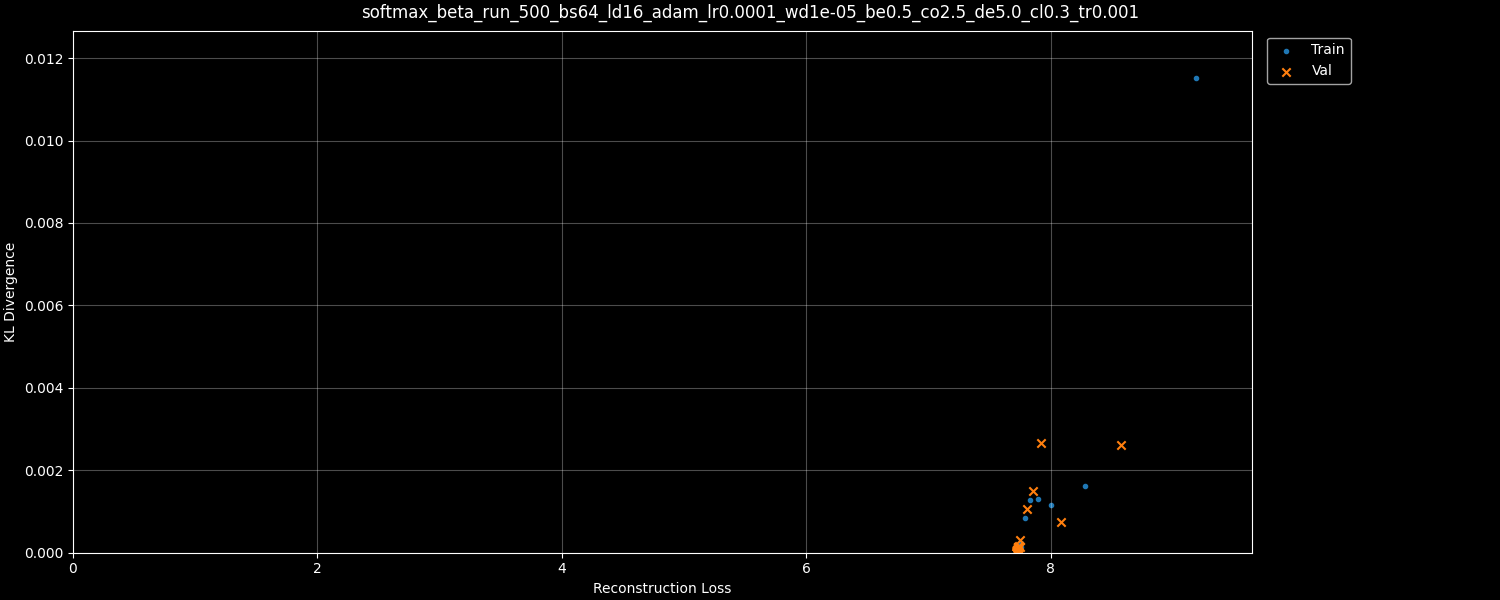 softmax_beta_run_500_bs64_ld16_adam_lr0.0001_wd1e-05_be0.5_co2.5_de5.0_cl0.3_tr0.001
Train
Val
0.012
0.010
0.008
0.006
0.004
0.002
0.000
KL Divergence
0 2 4 6 8
Reconstruction Loss